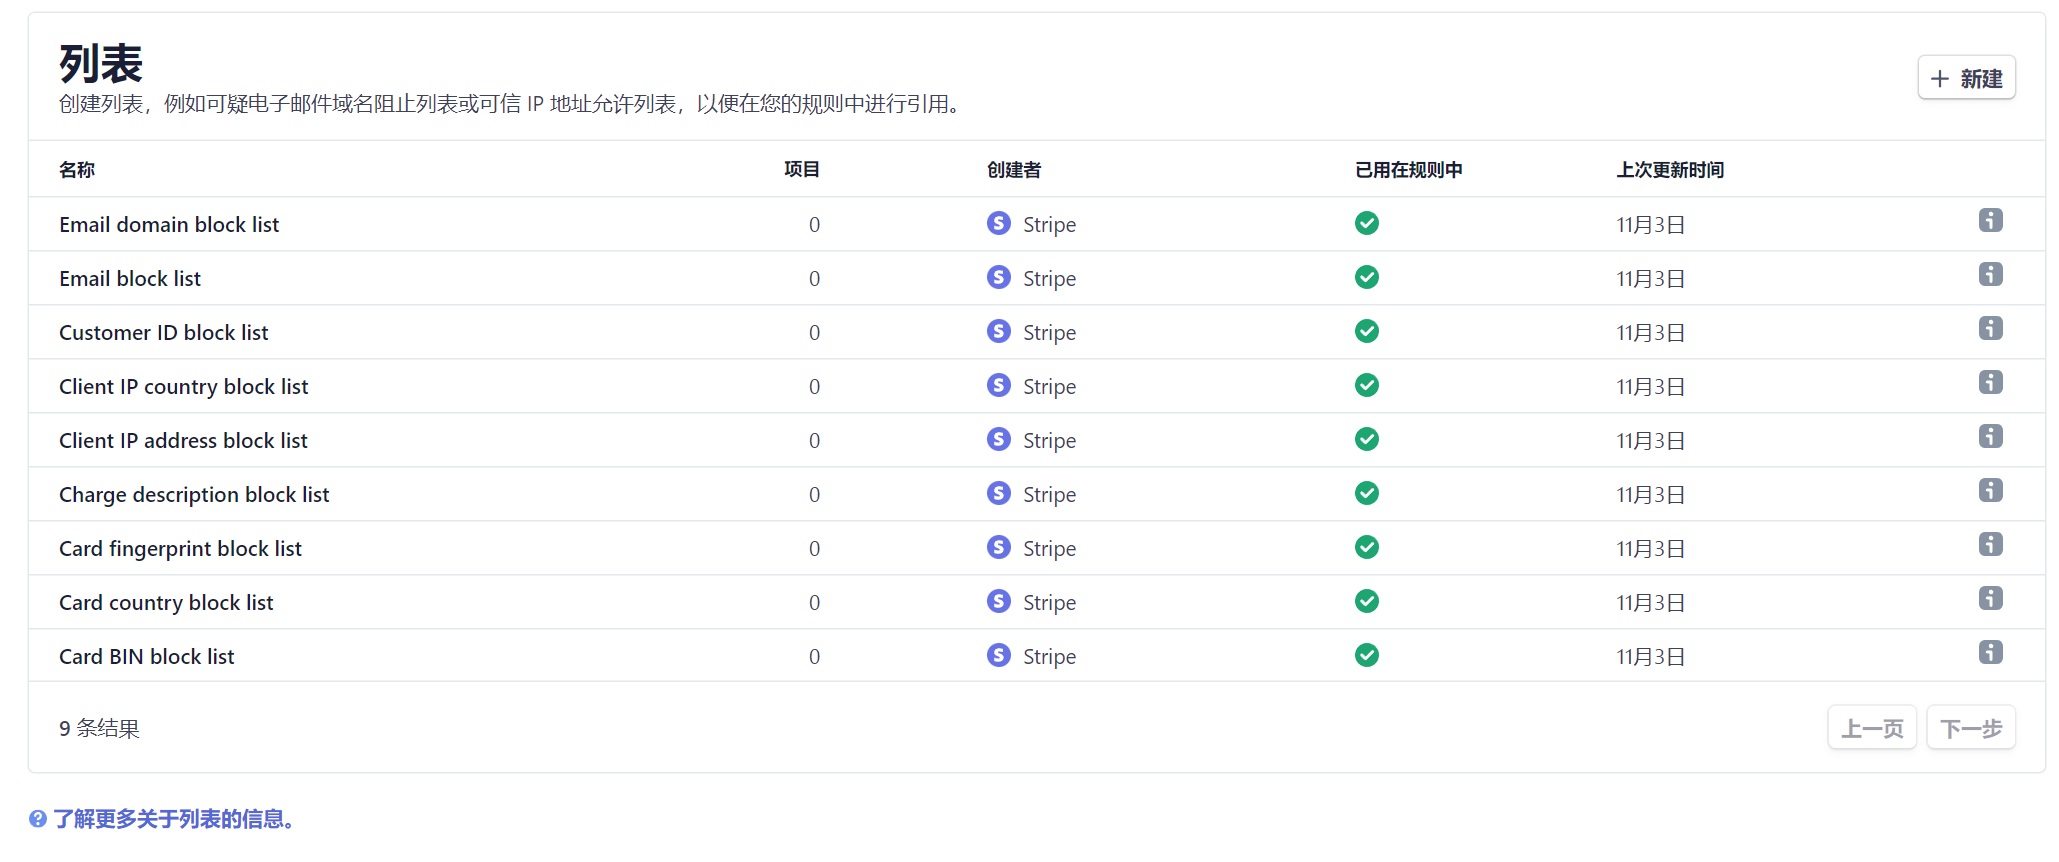 列表
创建列表，例如可疑电子邮件域名阻止列表或可信 IP 地址允许列表，以便在您的规则中进行引用。
新建
名称 项目 创建者 已用在规则中 上次更新时间
Email domain block list 0 Stripe 11月3日
Email block list 0 Stripe 11月3日
Customer ID block list 0 Stripe 11月3日
Client IP country block list 0 Stripe 11月3日
Client IP address block list 0 Stripe 11月3日
Charge description block list 0 Stripe 11月3日
Card fingerprint block list 0 Stripe 11月3日
Card country block list 0 Stripe 11月3日
Card BIN block list 0 Stripe 11月3日
9 条结果 上一页 下一步
了解更多关于列表的信息。